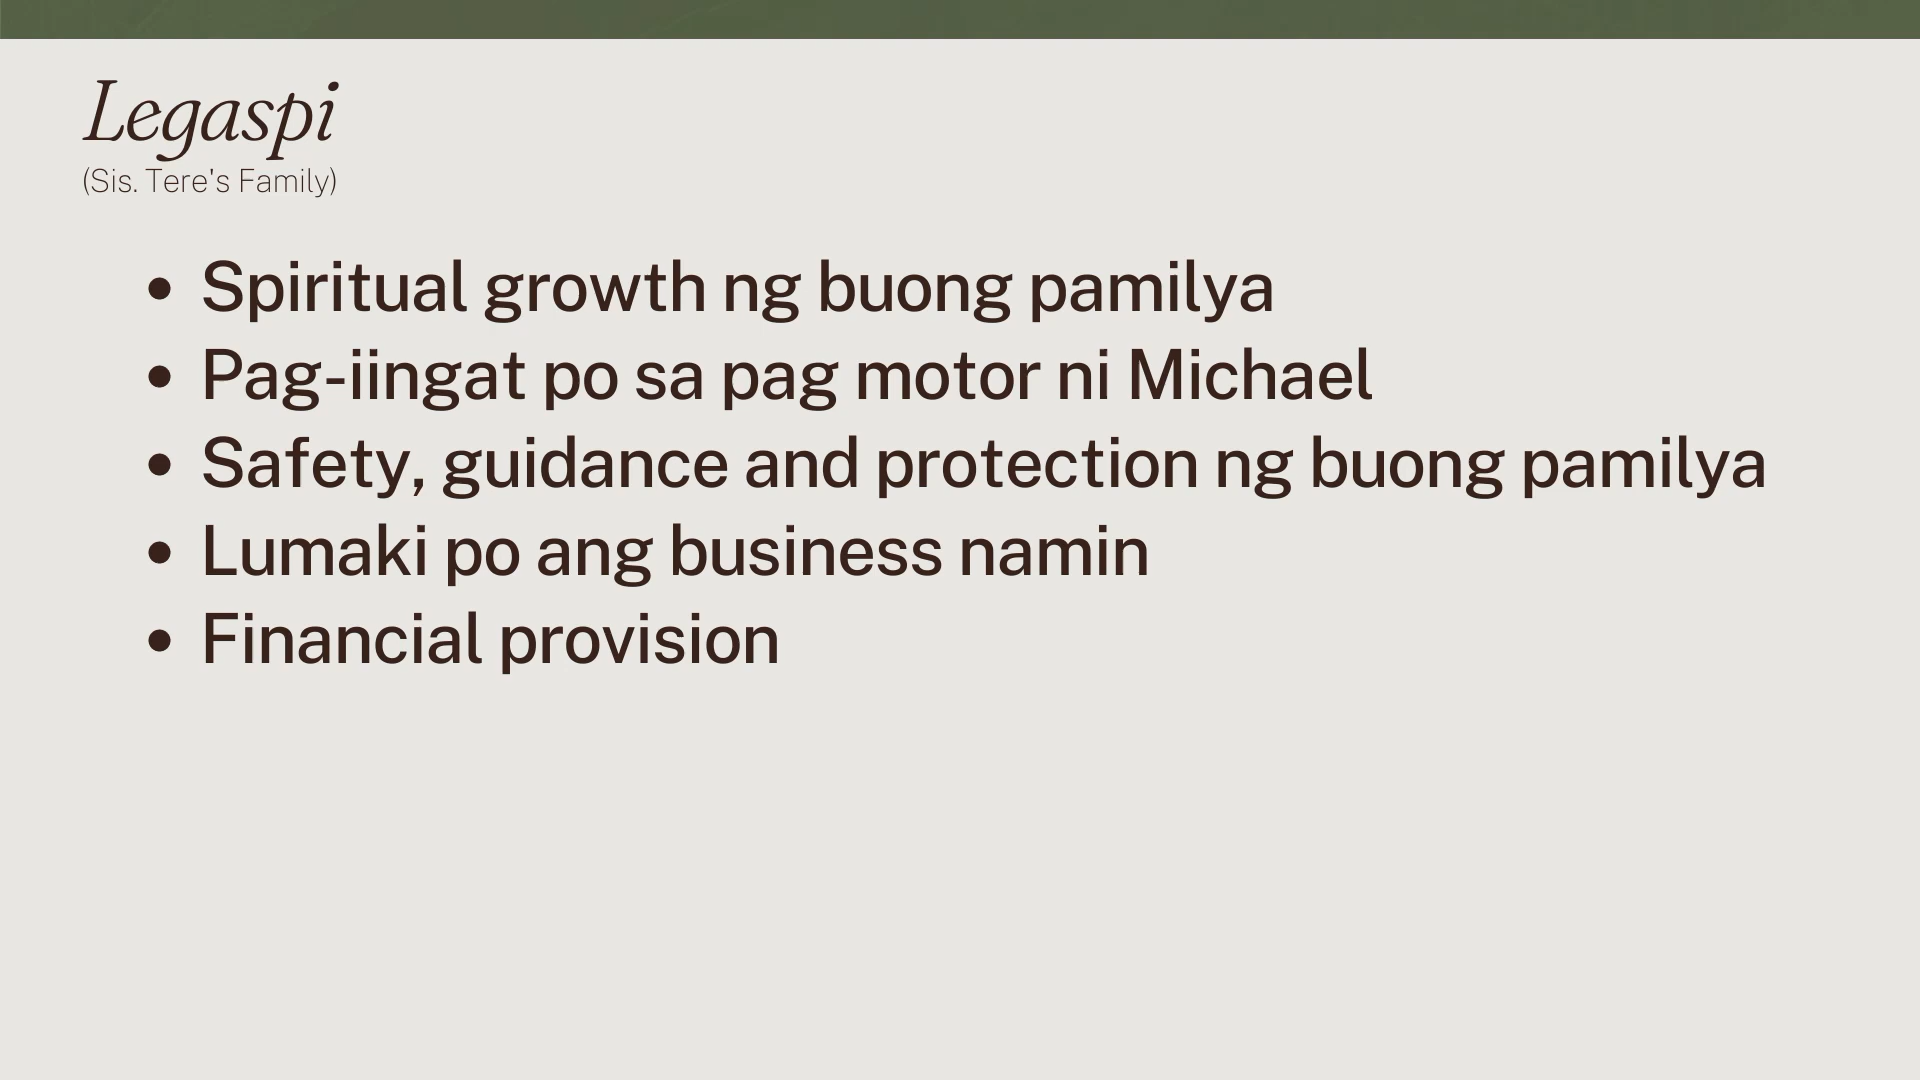 Legaspi
(Sis. Tere's Family)
• Spiritual growth ng buong pamilya
• Pag-iingat po sa pag motor ni Michael
• Safety, guidance and protection ng buong pamilya
• Lumaki po ang business namin
• Financial provision